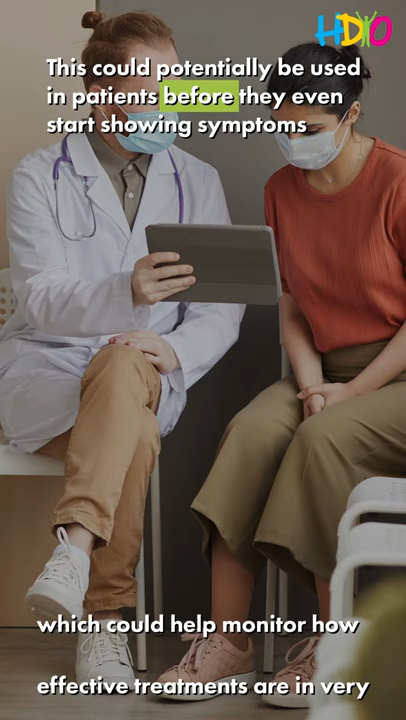 HDYO
This could potentially be used
in patients before they even
start showing symptoms
which could help monitor how
effective treatments are in very